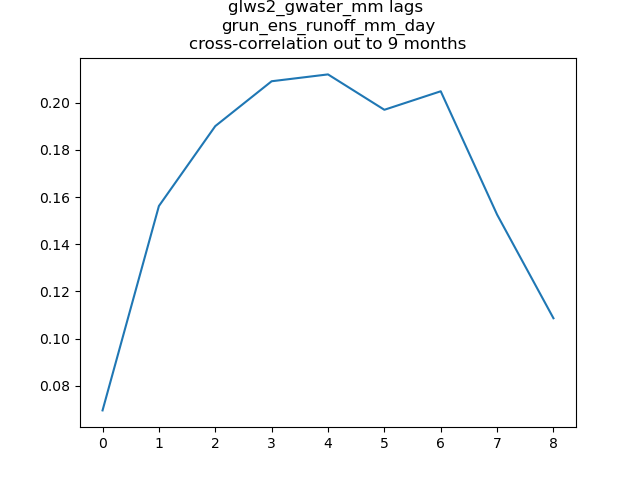 glws2_gwater_mm lags
grun_ens_runoff_mm_day
cross-correlation out to 9 months
0.20
0.18
0.16
0.14
0.12
0.10
0.08
0 1 2 3 4 5 6 7 8